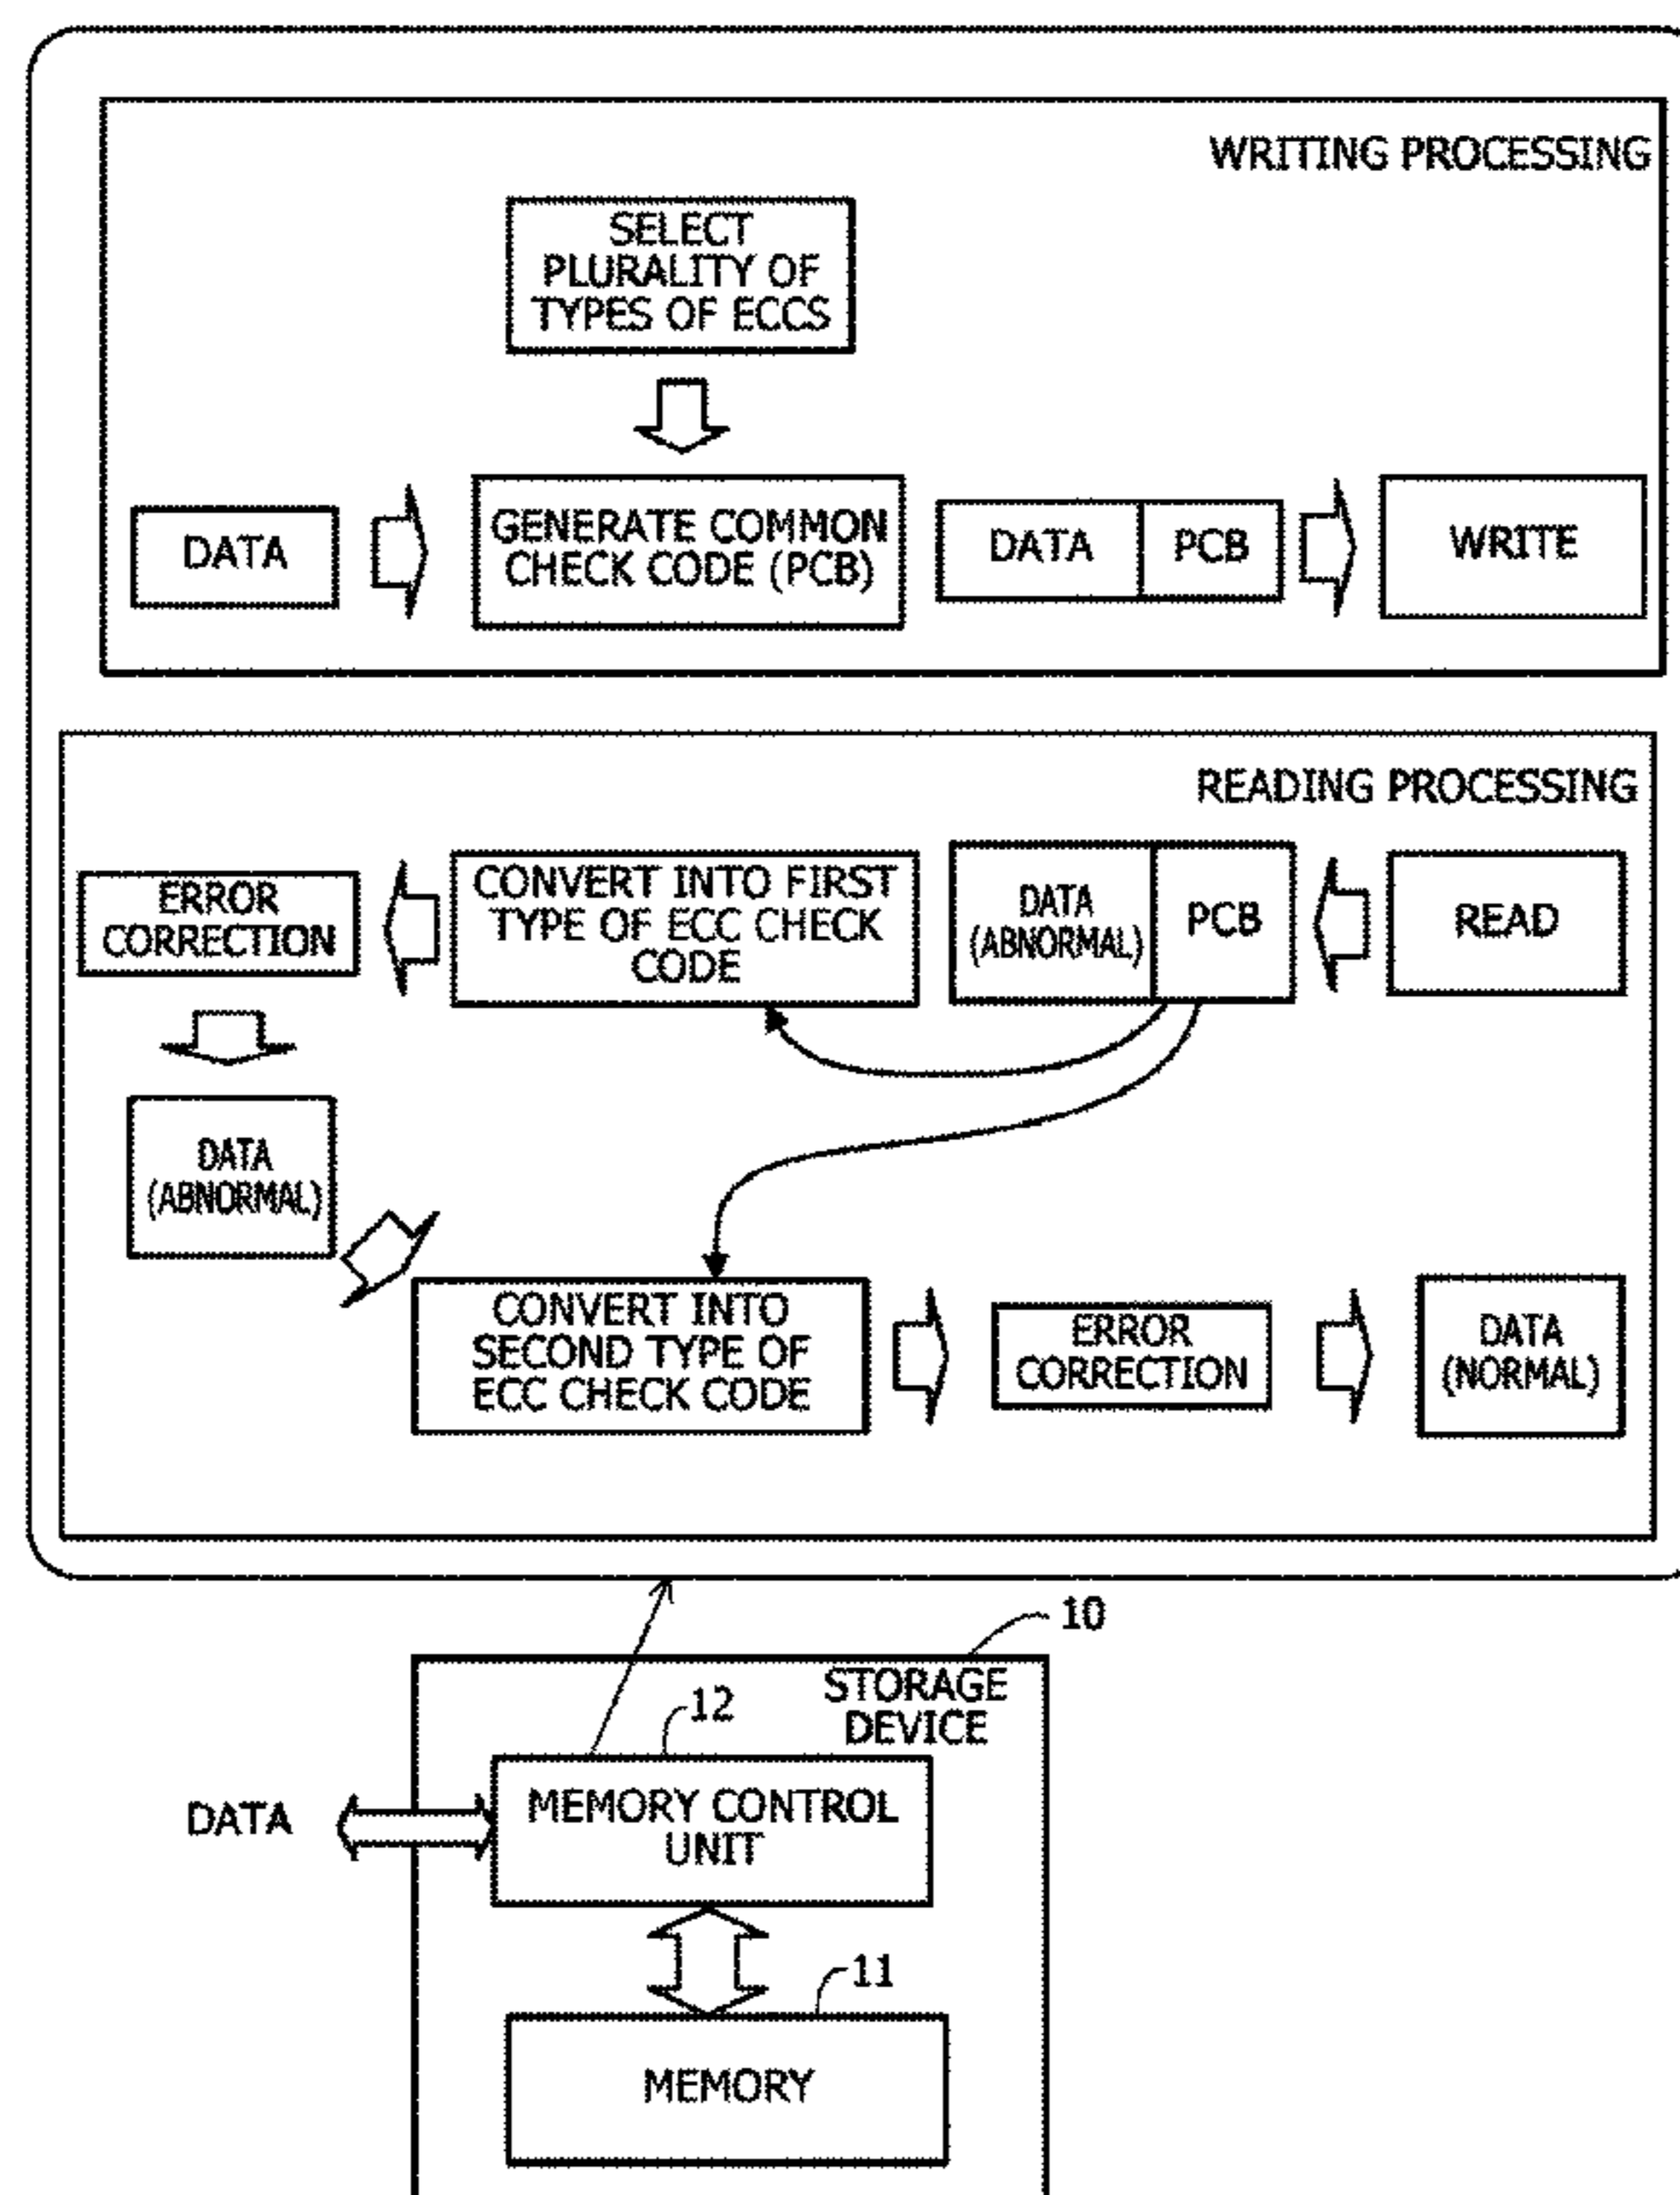 WRITING PROCESSING
SELECT
PLURALITY OF
TYPES OF ECCS
DATA
GENERATE COMMON
CHECK CODE (PCB)
DATA
PCB
WRITE
READING PROCESSING
ERROR
CORRECTION
CONVERT INTO FIRST
TYPE OF ECC CHECK
CODE
DATA
(ABNORMAL)
PCB
READ
DATA
(ABNORMAL)
CONVERT INTO
SECOND TYPE OF
ECC CHECK CODE
ERROR
CORRECTION
DATA
(NORMAL)
10
STORAGE
DEVICE
12
DATA
MEMORY CONTROL
UNIT
11
MEMORY